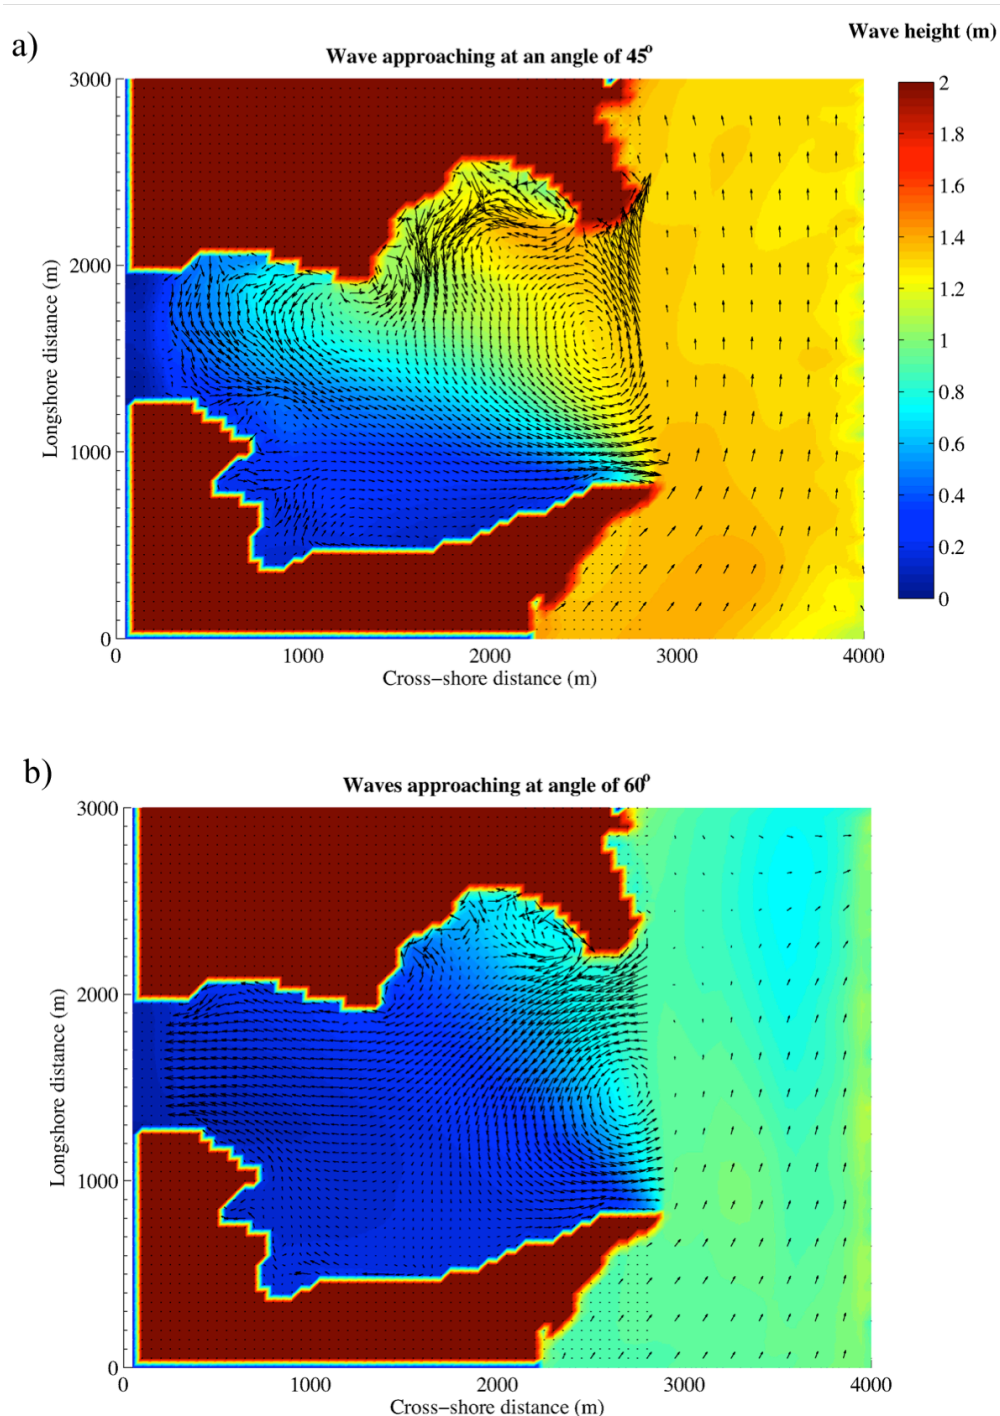 a)
Wave height (m)
Wave approaching at an angle of 45⁰
3000
2000
1000
0
Longshore distance (m)
0 1000 2000 3000 4000
Cross−shore distance (m)
2
1.8
1.6
1.4
1.2
1
0.8
0.6
0.4
0.2
0
b)
Waves approaching at angle of 60⁰
3000
2000
1000
0
Longshore distance (m)
0 1000 2000 3000 4000
Cross−shore distance (m)